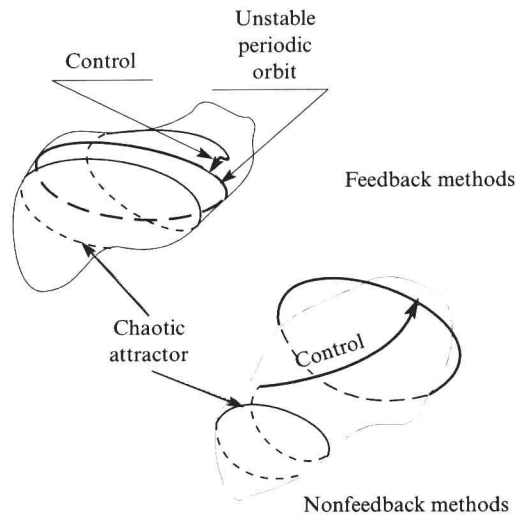 Unstable
periodic
orbit
Control
Feedback methods
Chaotic
attractor
Control
Nonfeedback methods